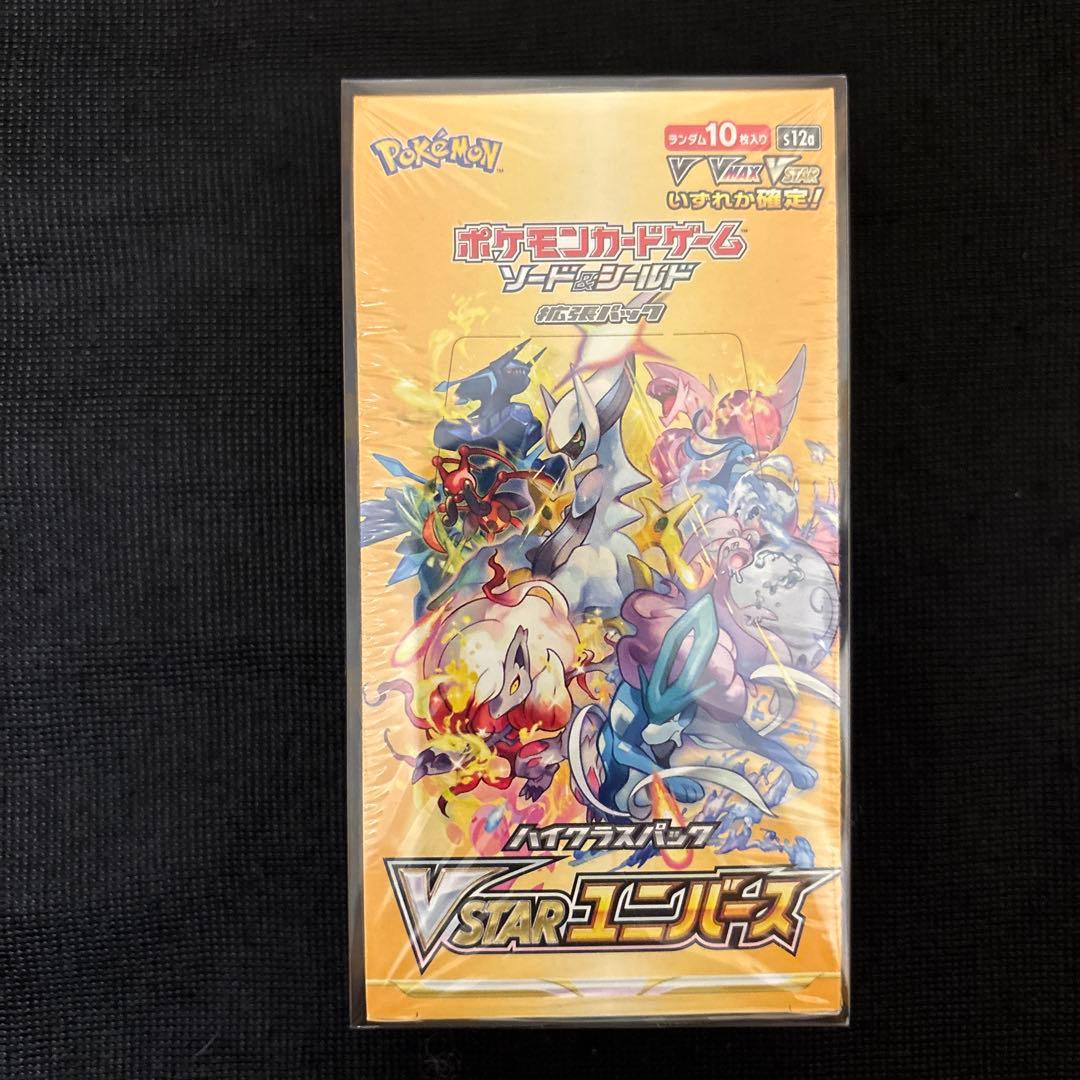 POKéMON™
ランダム10枚入り s12a
V VMAX VSTAR
いずれか確定!
ポケモンカードゲーム™
ソード&シールド
拡張パック
ハイクラスパック
VSTARユニバース